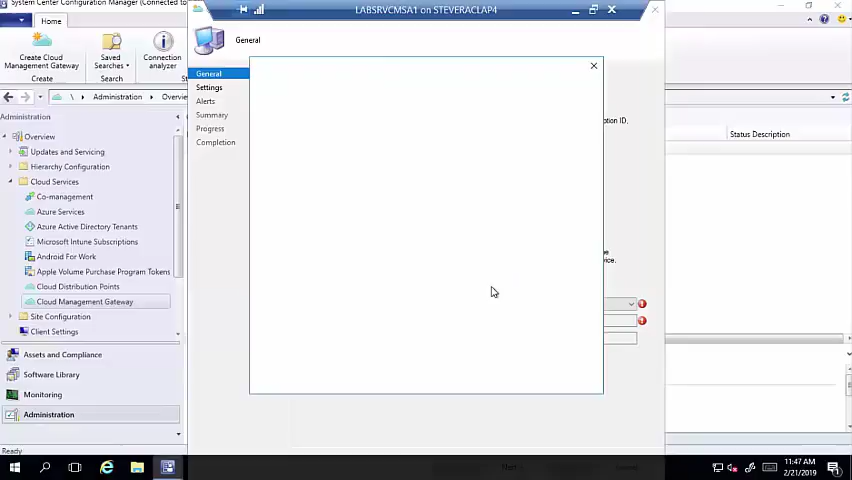 System Center Configuration Manager (Connected to
LABSRVCMSA1 on STEVERACLAP4
Home
Create Cloud
Management Gateway
Saved
Searches
Connection
analyzer
Create
Search
\ Administration
Overview
General
General
Settings
Alerts
Summary
Progress
Completion
Administration
Overview
Updates and Servicing
Hierarchy Configuration
Cloud Services
Co-management
Azure Services
Azure Active Directory Tenants
Microsoft Intune Subscriptions
Android For Work
Apple Volume Purchase Program Tokens
Cloud Distribution Points
Cloud Management Gateway
Site Configuration
Client Settings
Assets and Compliance
Software Library
Monitoring
Administration
Ready
ption ID.
Status Description
Next
11:47 AM
2/21/2019